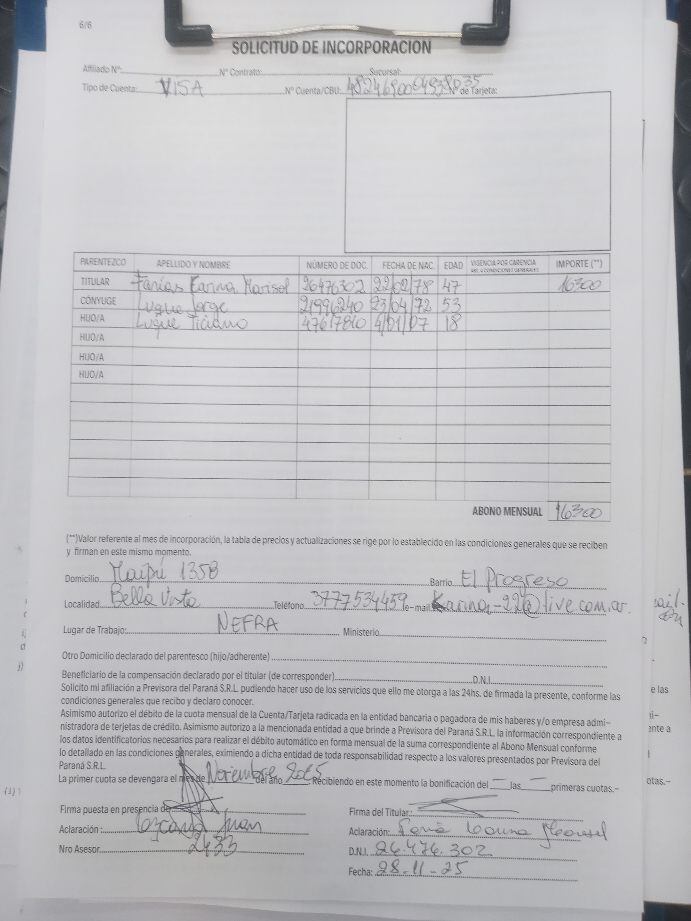 6/6
SOLICITUD DE INCORPORACION
Afiliado N°: N° Contrato: Sucursal:
Tipo de Cuenta: VISA N° Cuenta/CBU: N° de Tarjeta:
PARENTEZCO APELLIDO Y NOMBRE NÚMERO DE DOC. FECHA DE NAC. EDAD VIGENCIA POR CARENCIA IMPORTE (**)
TITULAR Farías Karina Marisol 26476302 22/02/78 47 16300
CÓNYUGE Luque Jorge 21996240 23/04/72 53
HIJO/A Luque Ticiano 47617840 4/01/07 18
HIJO/A
HIJO/A
HIJO/A
ABONO MENSUAL 16300
(**)Valor referente al mes de incorporación, la tabla de precios y actualizaciones se rige por lo establecido en las condiciones generales que se reciben
y firman en este mismo momento.
Domicilio Maipú 1358 Barrio El Progreso
Localidad Bella Vista Teléfono 3777534459 e-mail Karina-22@live.com.ar
Lugar de Trabajo: NEFRA Ministerio
Otro Domicilio declarado del parentesco (hijo/adherente)
Beneficiario de la compensación declarado por el titular (de corresponder) D.N.I.
Solicito mi afiliación a Previsora del Paraná S.R.L. pudiendo hacer uso de los servicios que ello me otorga a las 24hs. de firmada la presente, conforme las
condiciones generales que recibo y declaro conocer.
Asimismo autorizo el débito de la cuota mensual de la Cuenta/Tarjeta radicada en la entidad bancaria o pagadora de mis haberes y/o empresa admi-
nistradora de terjetas de crédito. Asimismo autorizo a la mencionada entidad a que brinde a Previsora del Paraná S.R.L. la información correspondiente a
los datos identificatorios necesarios para realizar el débito automático en forma mensual de la suma correspondiente al Abono Mensual conforme
lo detallado en las condiciones generales, eximiendo a dicha entidad de toda responsabilidad respecto a los valores presentados por Previsora del
Paraná S.R.L.
La primer cuota se devengara el mes de Noviembre del año 2025 Recibiendo en este momento la bonificación del — las — primeras cuotas.-
Firma puesta en presencia de Firma del Titular:
Aclaración: Juan Aclaración:
Nro Asesor 2433 D.N.I. 26.476.302
Fecha: 28-11-25